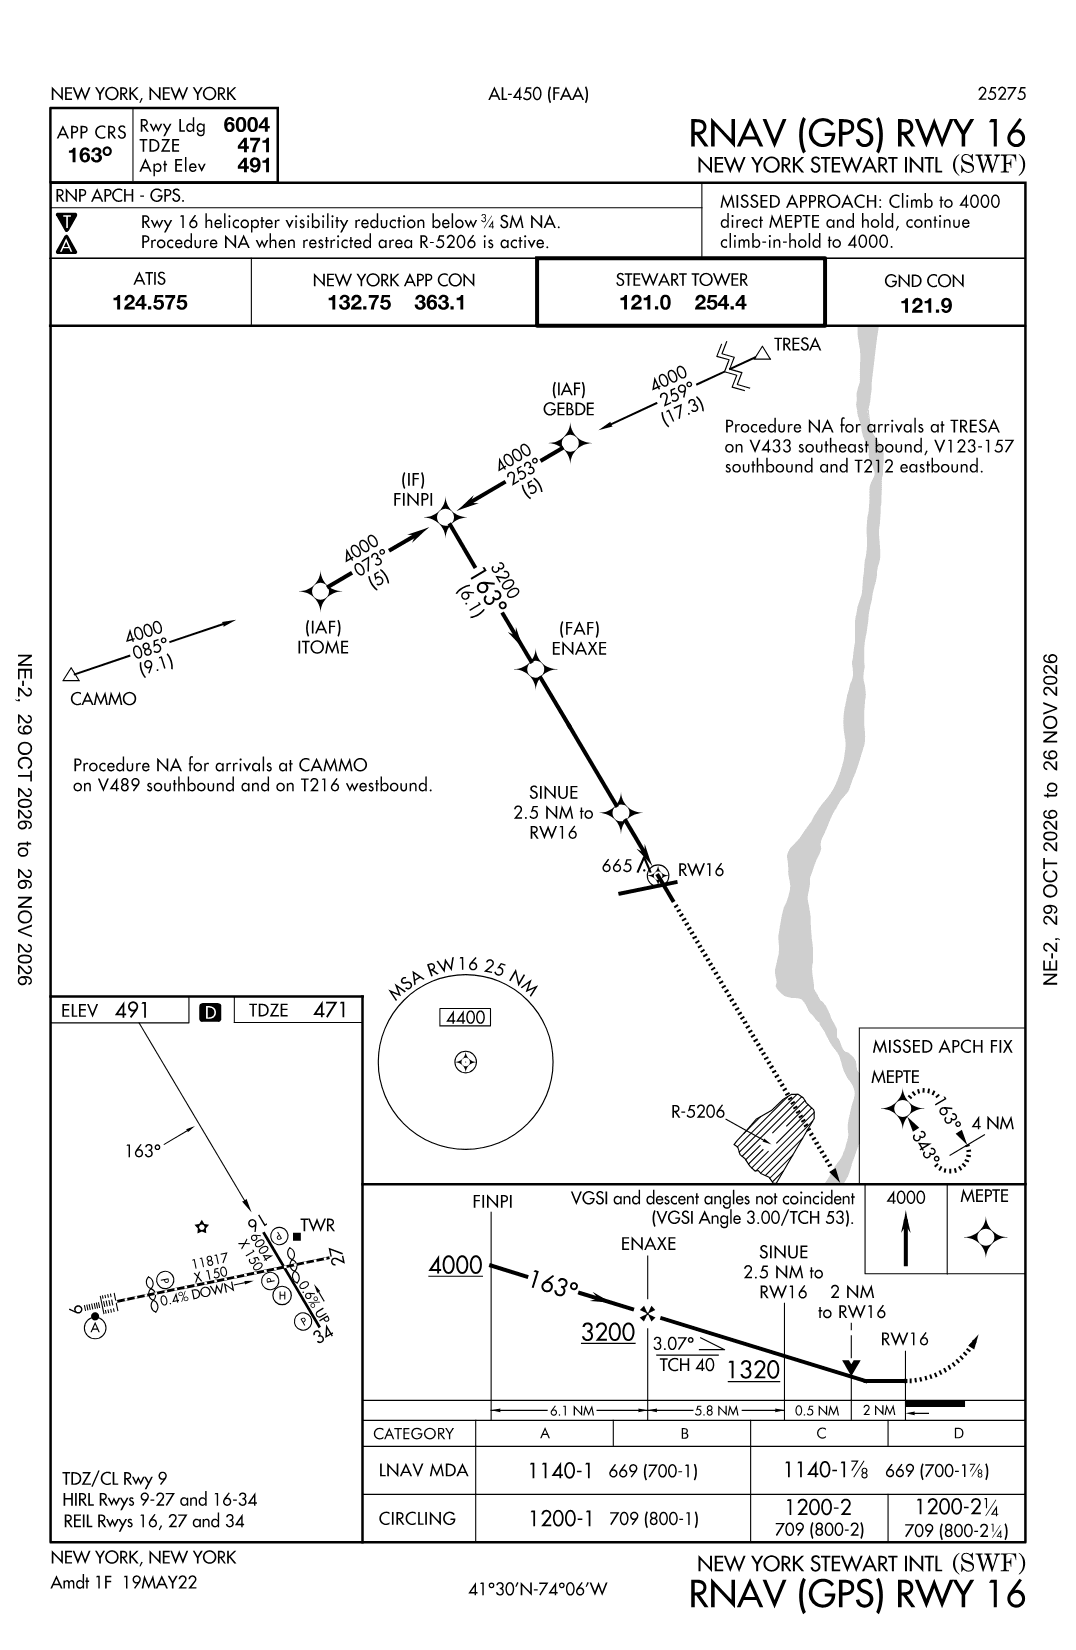 NEW YORK, NEW YORK
AL-450 (FAA)
25275
APP CRS
163°
Rwy Ldg 6004
TDZE 471
Apt Elev 491
RNAV (GPS) RWY 16
NEW YORK STEWART INTL (SWF)
RNP APCH - GPS.
T
Rwy 16 helicopter visibility reduction below ¾ SM NA.
A
Procedure NA when restricted area R-5206 is active.
MISSED APPROACH: Climb to 4000
direct MEPTE and hold, continue
climb-in-hold to 4000.
ATIS
124.575
NEW YORK APP CON
132.75 363.1
STEWART TOWER
121.0 254.4
GND CON
121.9
TRESA
4000
259°
(17.3)
(IAF)
GEBDE
Procedure NA for arrivals at TRESA
on V433 southeast bound, V123-157
southbound and T212 eastbound.
4000
253°
(5)
(IF)
FINPI
4000
073°
(5)
3200
163°
(6.1)
(IAF)
ITOME
4000
085°
(9.1)
CAMMO
(FAF)
ENAXE
Procedure NA for arrivals at CAMMO
on V489 southbound and on T216 westbound.
SINUE
2.5 NM to
RW16
665
RW16
NE-2, 29 OCT 2026 to 26 NOV 2026
NE-2, 29 OCT 2026 to 26 NOV 2026
MSA RW16 25 NM
4400
R-5206
MISSED APCH FIX
MEPTE
163°
343°
4 NM
ELEV 491
D
TDZE 471
163°
16
TWR
P
6004
X 150
27
11817
X 150
P
0.4% DOWN
P
H
0.6% UP
9
A
P
34
TDZ/CL Rwy 9
HIRL Rwys 9-27 and 16-34
REIL Rwys 16, 27 and 34
FINPI
VGSI and descent angles not coincident
(VGSI Angle 3.00/TCH 53).
4000
MEPTE
ENAXE
SINUE
2.5 NM to
RW16
2 NM
to RW16
RW16
4000
163°
3200
3.07°
TCH 40
1320
6.1 NM
5.8 NM
0.5 NM
2 NM
CATEGORY A B C D
LNAV MDA 1140-1 669 (700-1) 1140-1⅞ 669 (700-1⅞)
CIRCLING 1200-1 709 (800-1) 1200-2 709 (800-2) 1200-2¼ 709 (800-2¼)
NEW YORK, NEW YORK
Amdt 1F 19MAY22
41°30'N-74°06'W
NEW YORK STEWART INTL (SWF)
RNAV (GPS) RWY 16